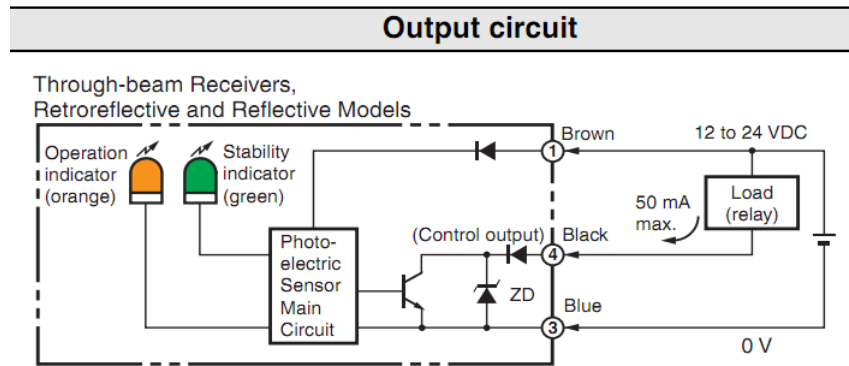 Output circuit
Through-beam Receivers,
Retroreflective and Reflective Models
Operation
indicator
(orange)
Stability
indicator
(green)
Photo-
electric
Sensor
Main
Circuit
(Control output)
ZD
1
Brown
4
Black
3
Blue
12 to 24 VDC
50 mA
max.
Load
(relay)
0 V